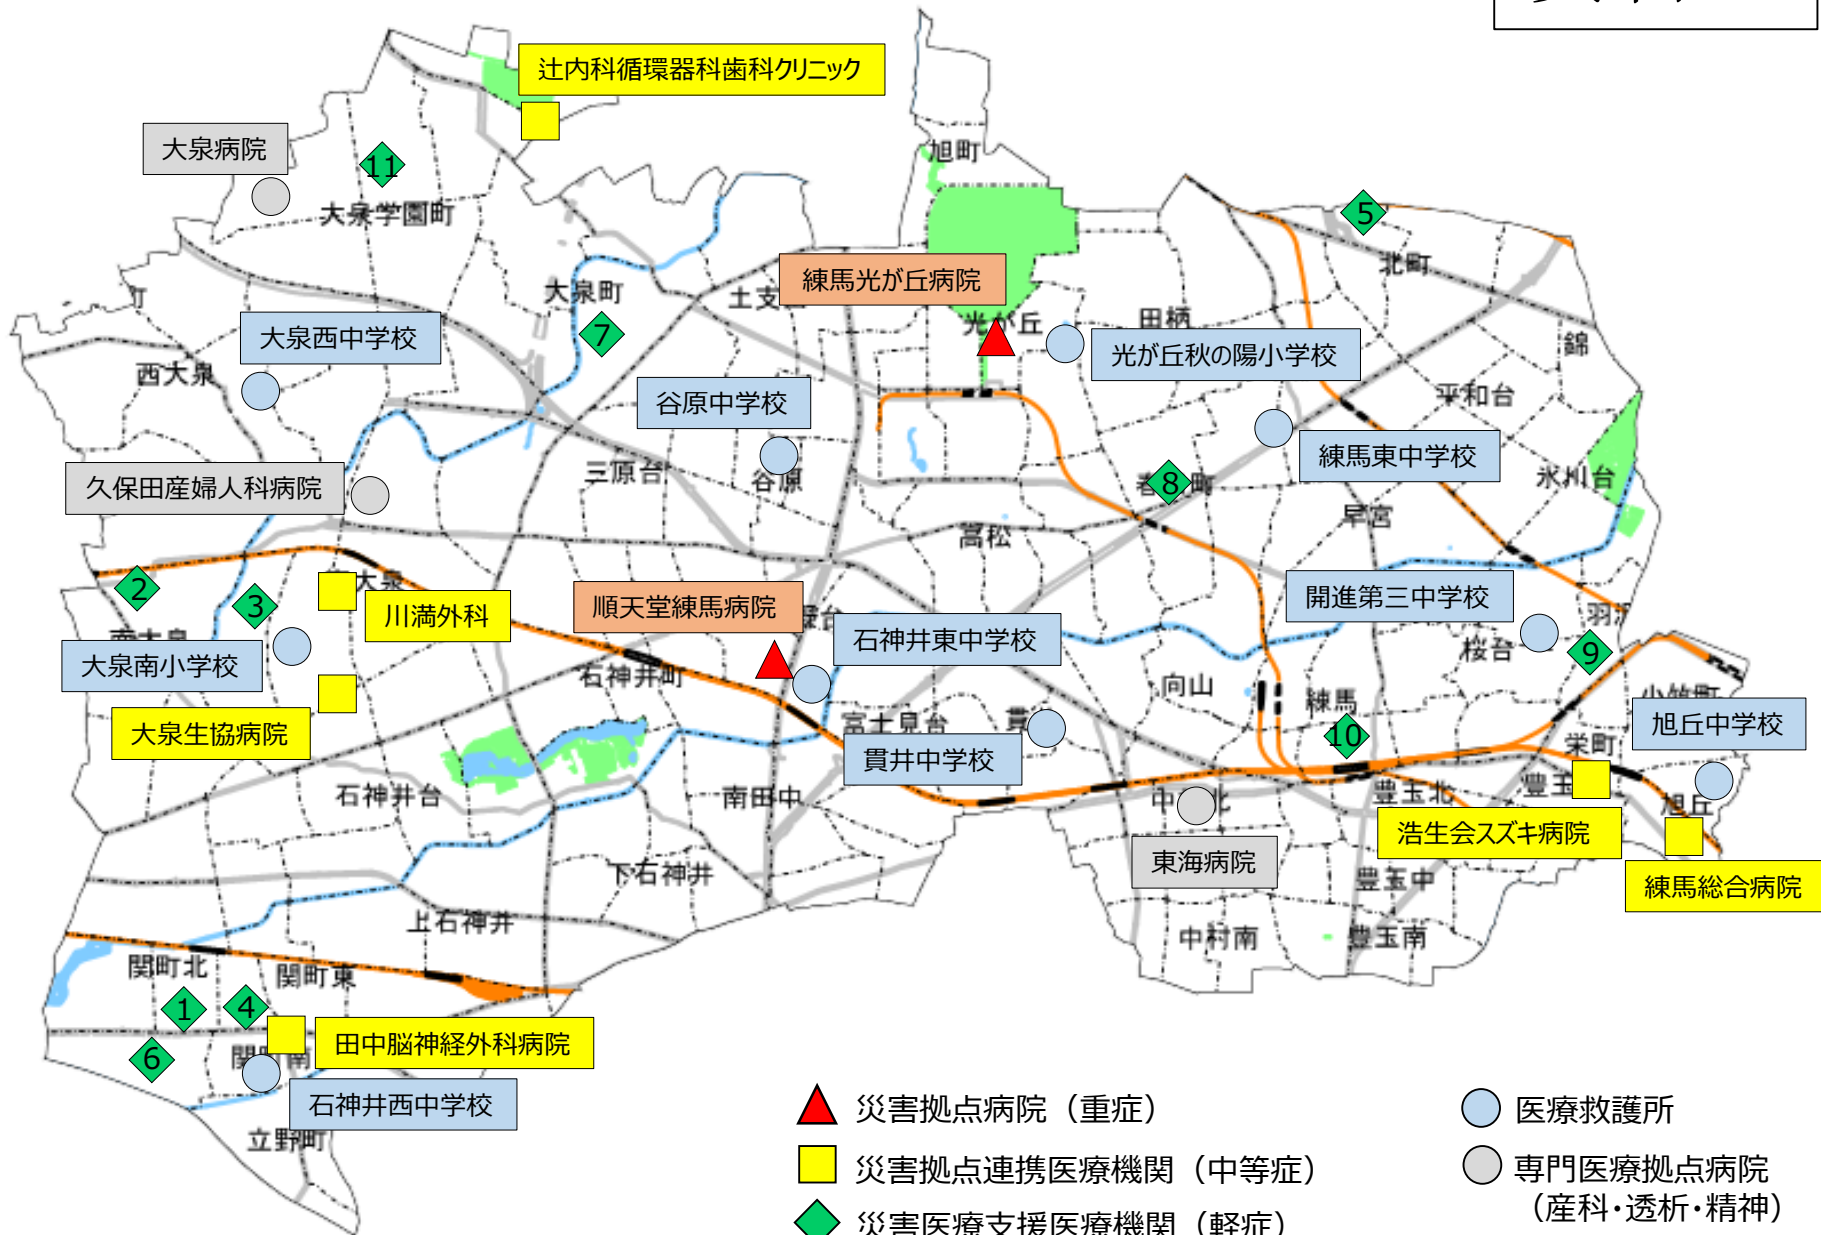 辻内科循環器科歯科クリニック
大泉病院
11
旭町
大泉学園町
5
練馬光が丘病院
北町
大泉町
町
土支
大泉西中学校
7
光が丘
田柄
光が丘秋の陽小学校
錦
西大泉
谷原中学校
平和台
練馬東中学校
三原台
谷原
8
町
氷川台
久保田産婦人科病院
早宮
高松
2
3
大泉
川満外科
順天堂練馬病院
台
石神井東中学校
開進第三中学校
大泉南小学校
石神井町
桜台
9
向山
練馬
大泉生協病院
富士見台
10
旭丘中学校
貫井中学校
栄町
石神井台
南田中
豊玉北
旭丘
浩生会スズキ病院
東海病院
下石神井
豊玉中
練馬総合病院
上石神井
中村南
豊玉南
関町北
関町東
1
4
田中脳神経外科病院
6
石神井西中学校
立野町
災害拠点病院（重症）
医療救護所
災害拠点連携医療機関（中等症）
専門医療拠点病院
（産科・透析・精神）
災害医療支援医療機関（軽症）